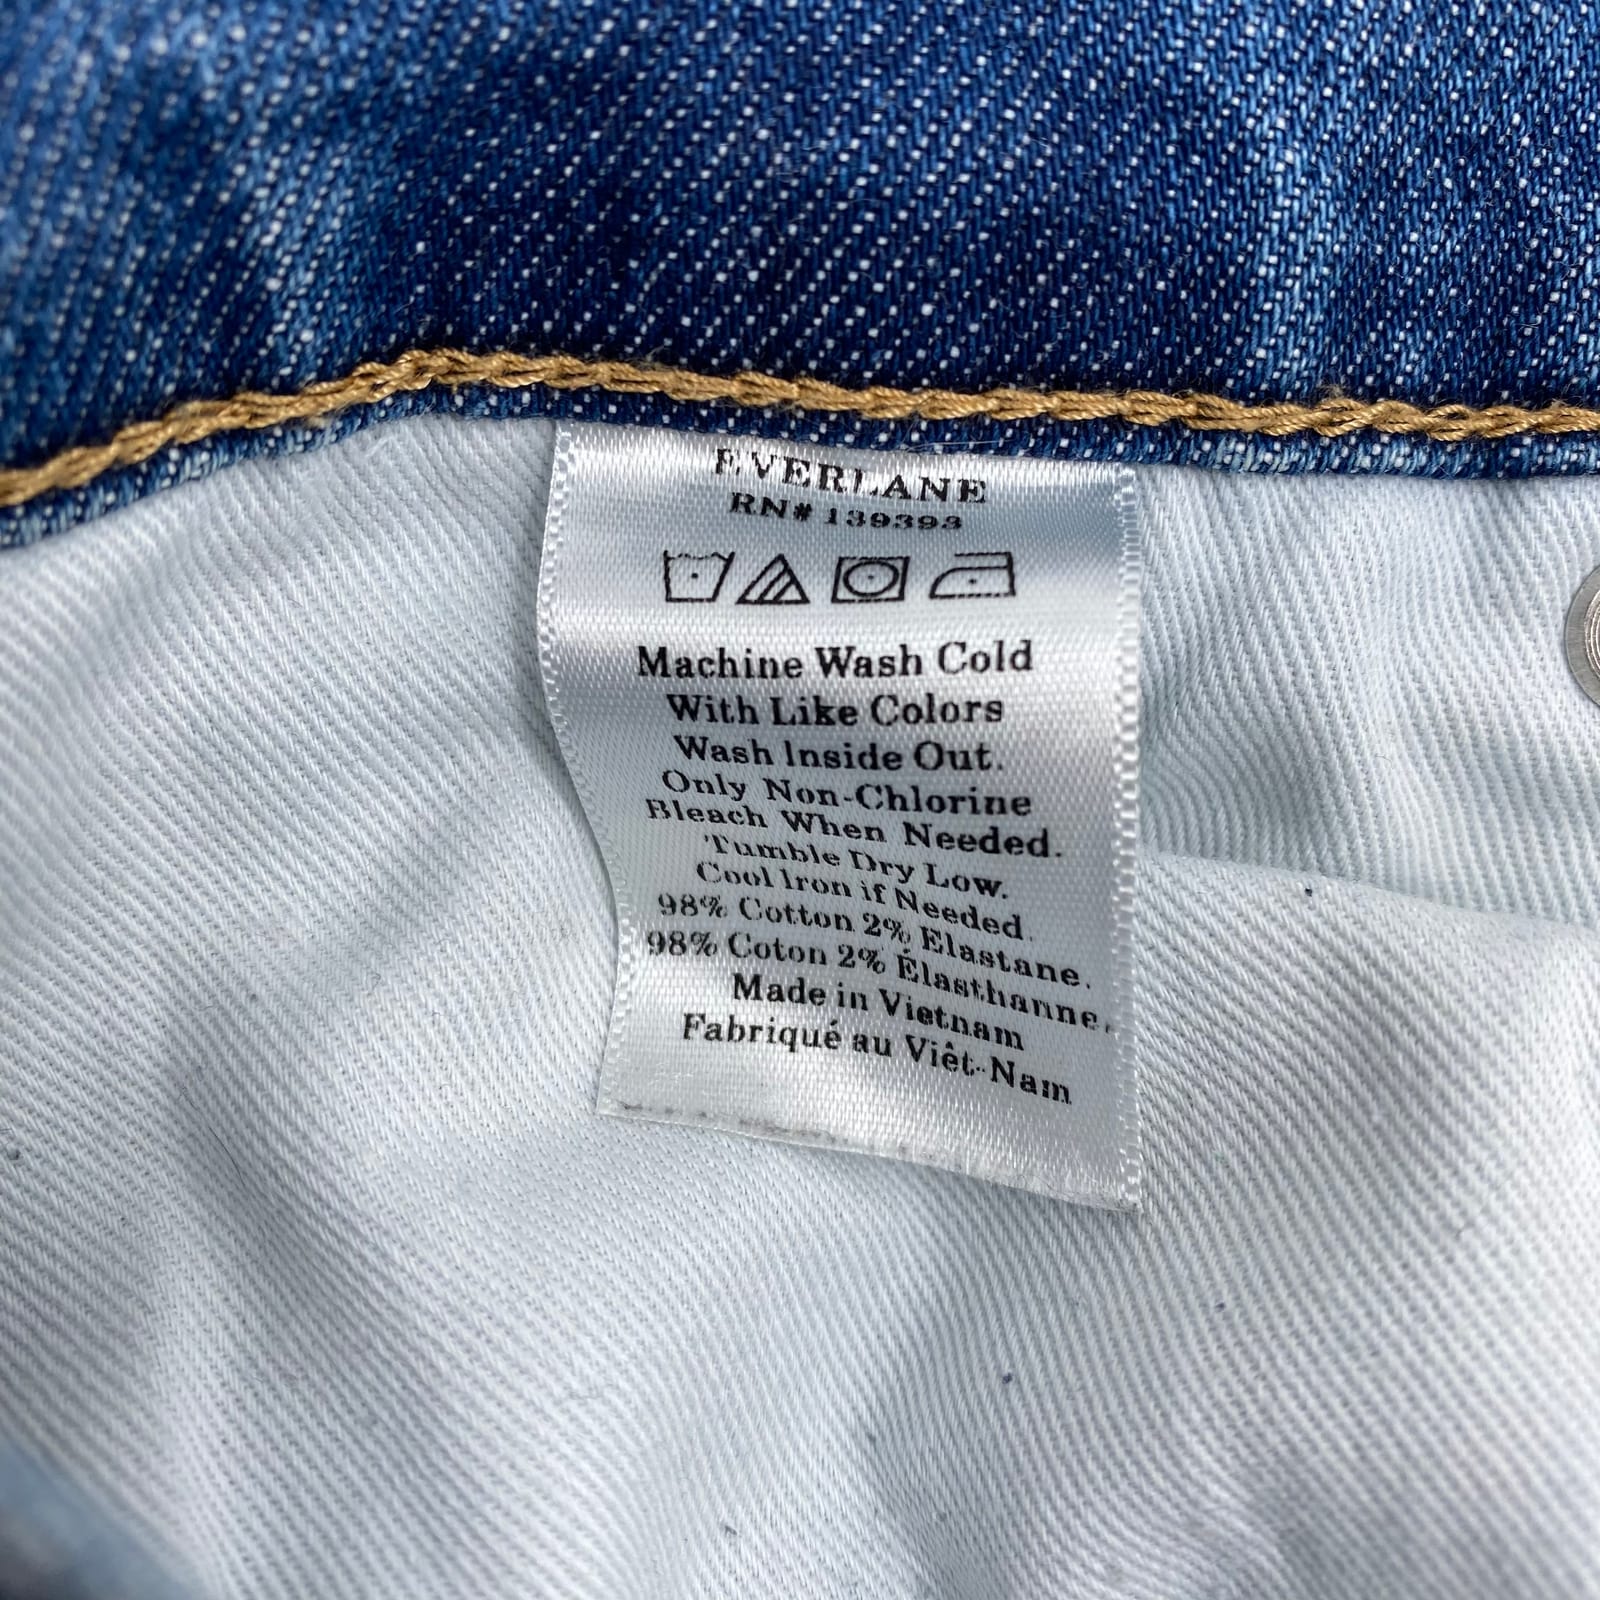 EVERLANE
RN# 139393
Machine Wash Cold
With Like Colors
Wash Inside Out.
Only Non-Chlorine
Bleach When Needed.
Tumble Dry Low.
Cool Iron if Needed.
98% Cotton 2% Elastane.
98% Coton 2% Élasthanne.
Made in Vietnam
Fabriqué au Viêt-Nam